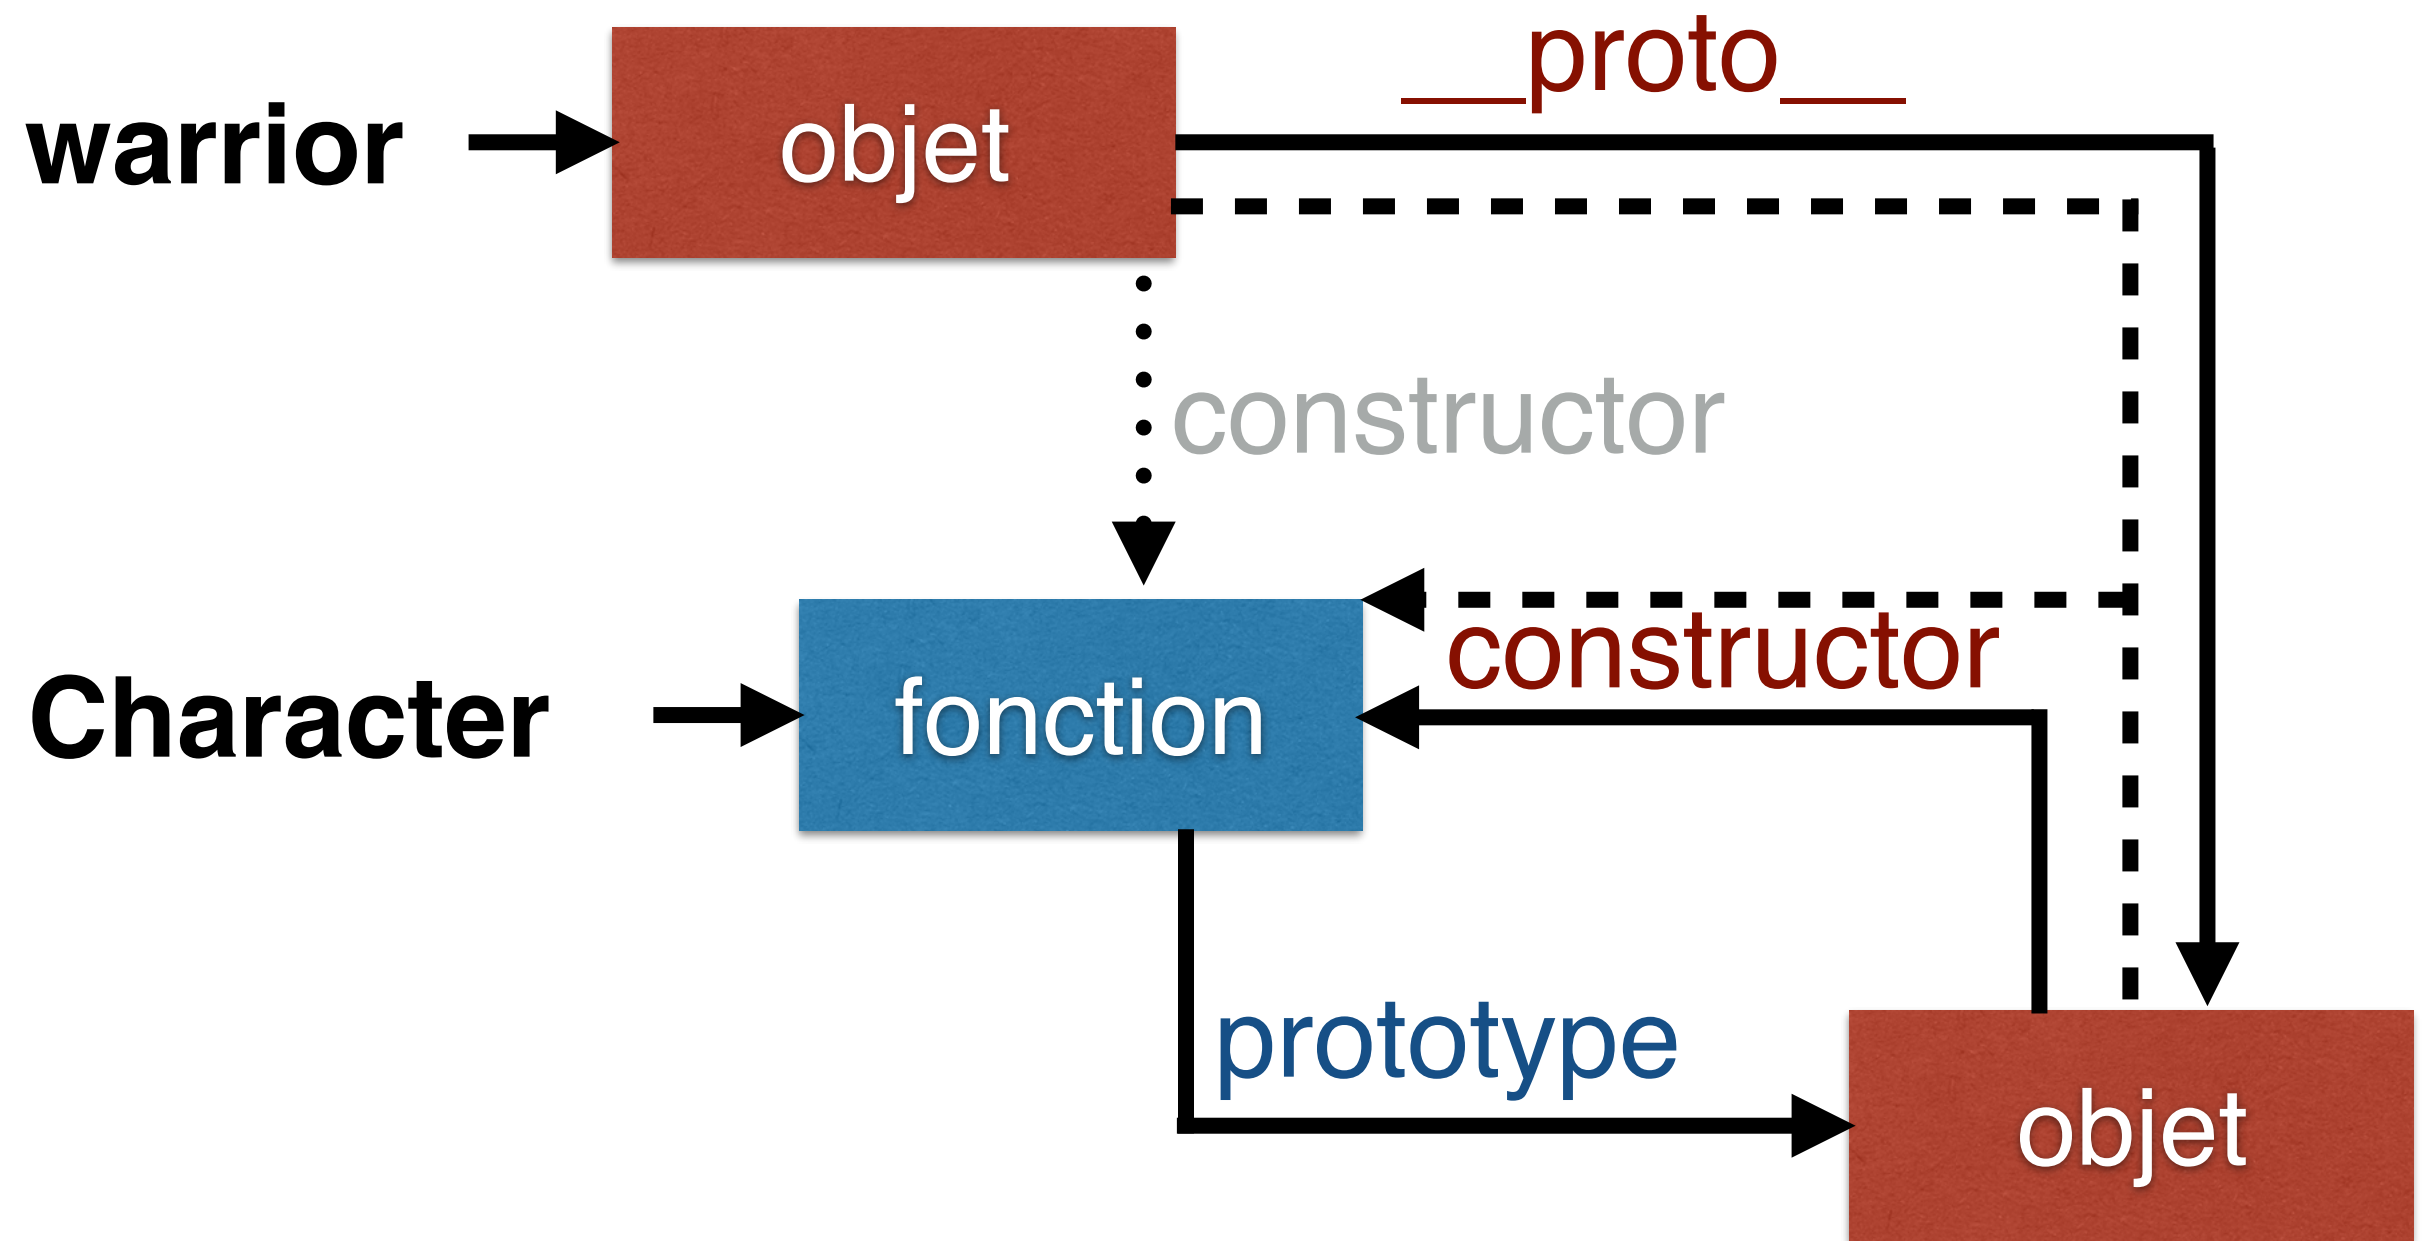 __proto__
warrior
objet
constructor
constructor
Character
fonction
prototype
objet